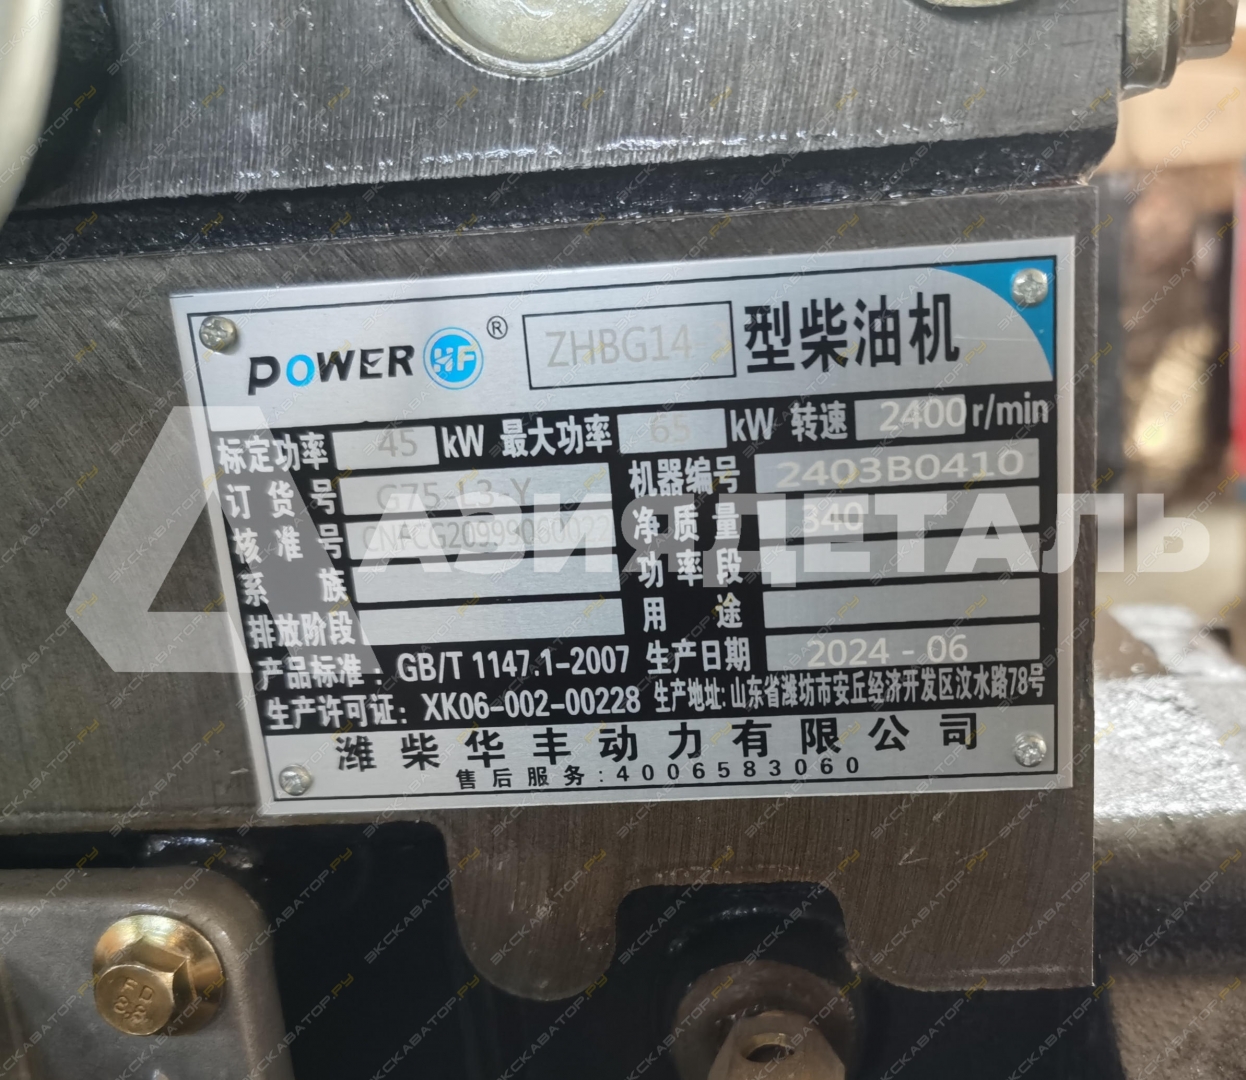 POWER HF ® ZHBG14 3 型柴油机
标定功率 45 kW 最大功率 65 kW 转速 2400 r/min
订货号 G75-L3-Y 机器编号 2403B0410
核准号 CNFCG20999060022 净质量 340
系族 功率段
排放阶段 用途
产品标准: GB/T 1147.1-2007 生产日期 2024-06
生产许可证: XK06-002-00228 生产地址: 山东省潍坊市安丘经济开发区汶水路78号
潍柴华丰动力有限公司
售后服务:4006583060
АЗИЯДЕТАЛЬ
ЭКСКАВАТОР.РУ